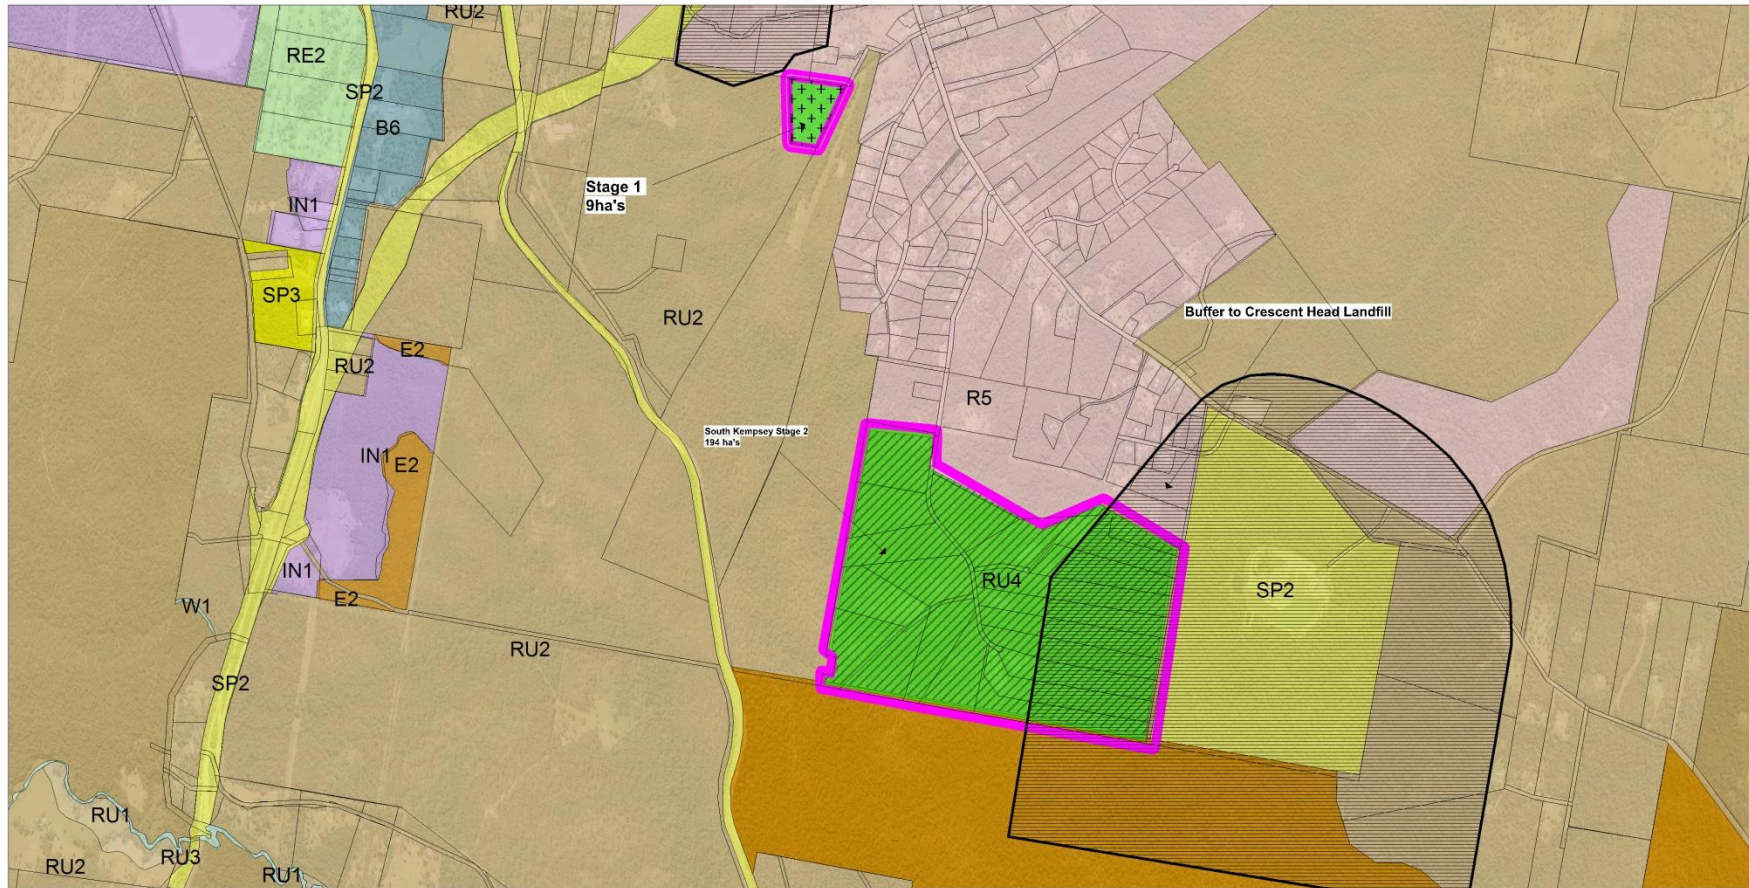 RU2
RE2
SP2
B6
Stage 1
9ha's
IN1
SP3
Buffer to Crescent Head Landfill
RU2
E2
RU2
R5
South Kempsey Stage 2
194 ha's
IN1
E2
IN1
RU4
SP2
E2
W1
RU2
SP2
RU1
RU3
RU2
RU1